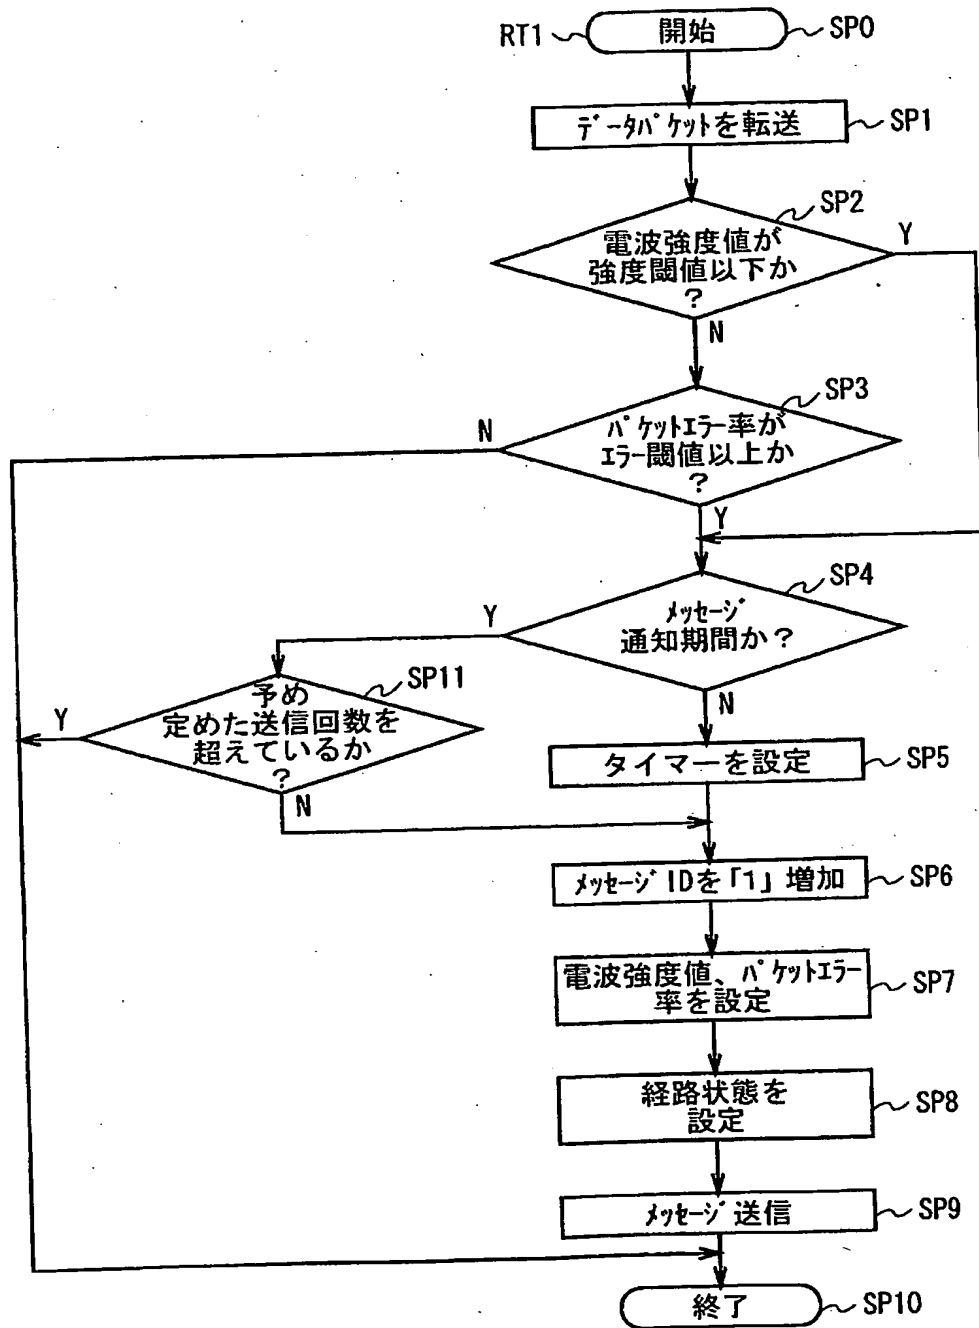 RT1
開始
SP0
データパケットを転送
SP1
SP2
電波強度値が
強度閾値以下か
?
Y
N
SP3
パケットエラー率が
エラー閾値以上か
?
N
Y
SP4
メッセージ
通知期間か?
Y
N
SP11
予め
定めた送信回数を
超えているか
?
Y
N
タイマーを設定
SP5
メッセージIDを「1」増加
SP6
電波強度値、パケットエラー
率を設定
SP7
経路状態を
設定
SP8
メッセージ送信
SP9
終了
SP10